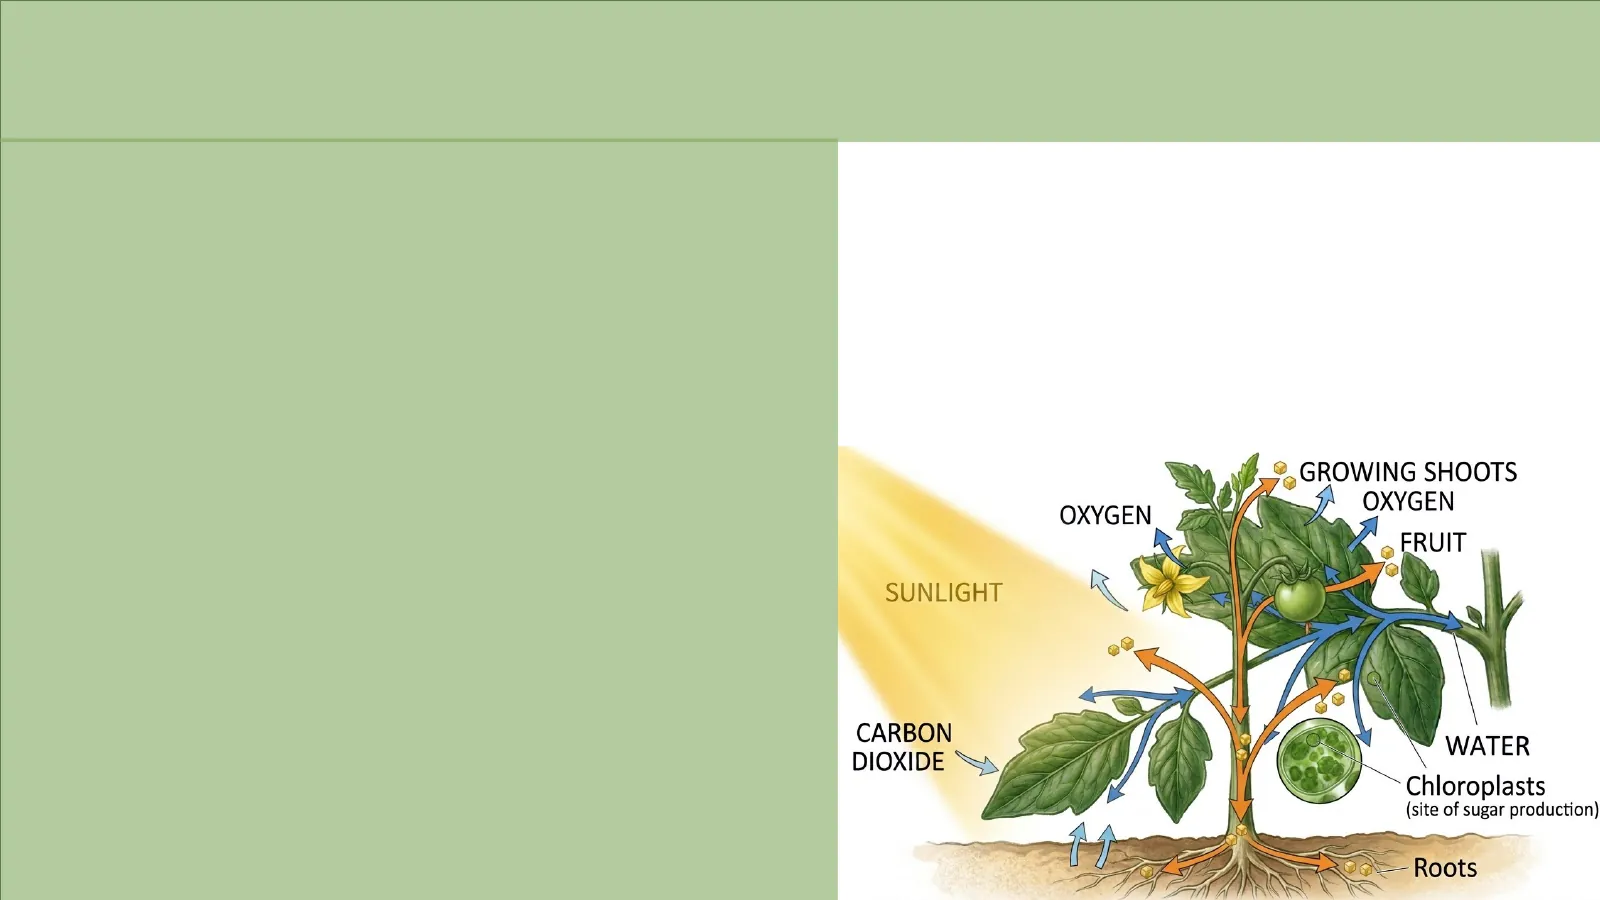 GROWING SHOOTS
OXYGEN
OXYGEN
FRUIT
SUNLIGHT
CARBON
DIOXIDE
WATER
Chloroplasts
(site of sugar production)
Roots